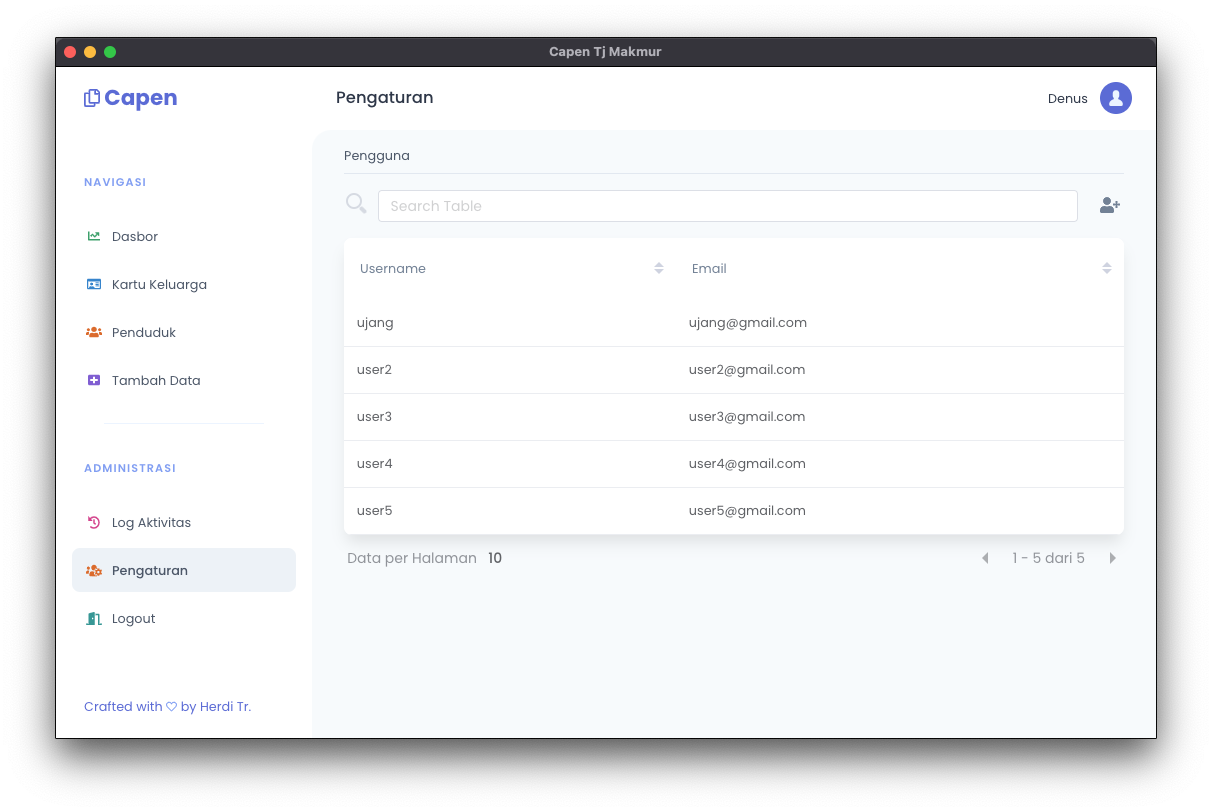 Capen Tj Makmur
Capen
Pengaturan
Denus
NAVIGASI
Dasbor
Kartu Keluarga
Penduduk
Tambah Data
ADMINISTRASI
Log Aktivitas
Pengaturan
Logout
Crafted with ♡ by Herdi Tr.
Pengguna
Search Table
Username Email
ujang ujang@gmail.com
user2 user2@gmail.com
user3 user3@gmail.com
user4 user4@gmail.com
user5 user5@gmail.com
Data per Halaman 10 1 - 5 dari 5